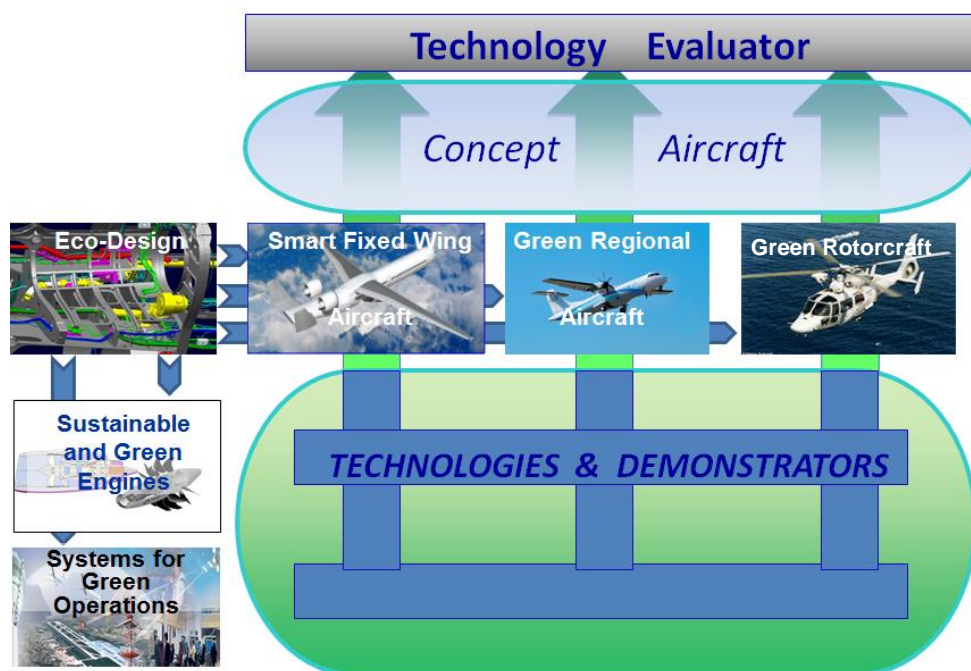 Technology Evaluator
Concept Aircraft
Eco-Design
Smart Fixed Wing
Aircraft
Green Regional
Aircraft
Green Rotorcraft
Sustainable
and Green
Engines
TECHNOLOGIES & DEMONSTRATORS
Systems for
Green
Operations